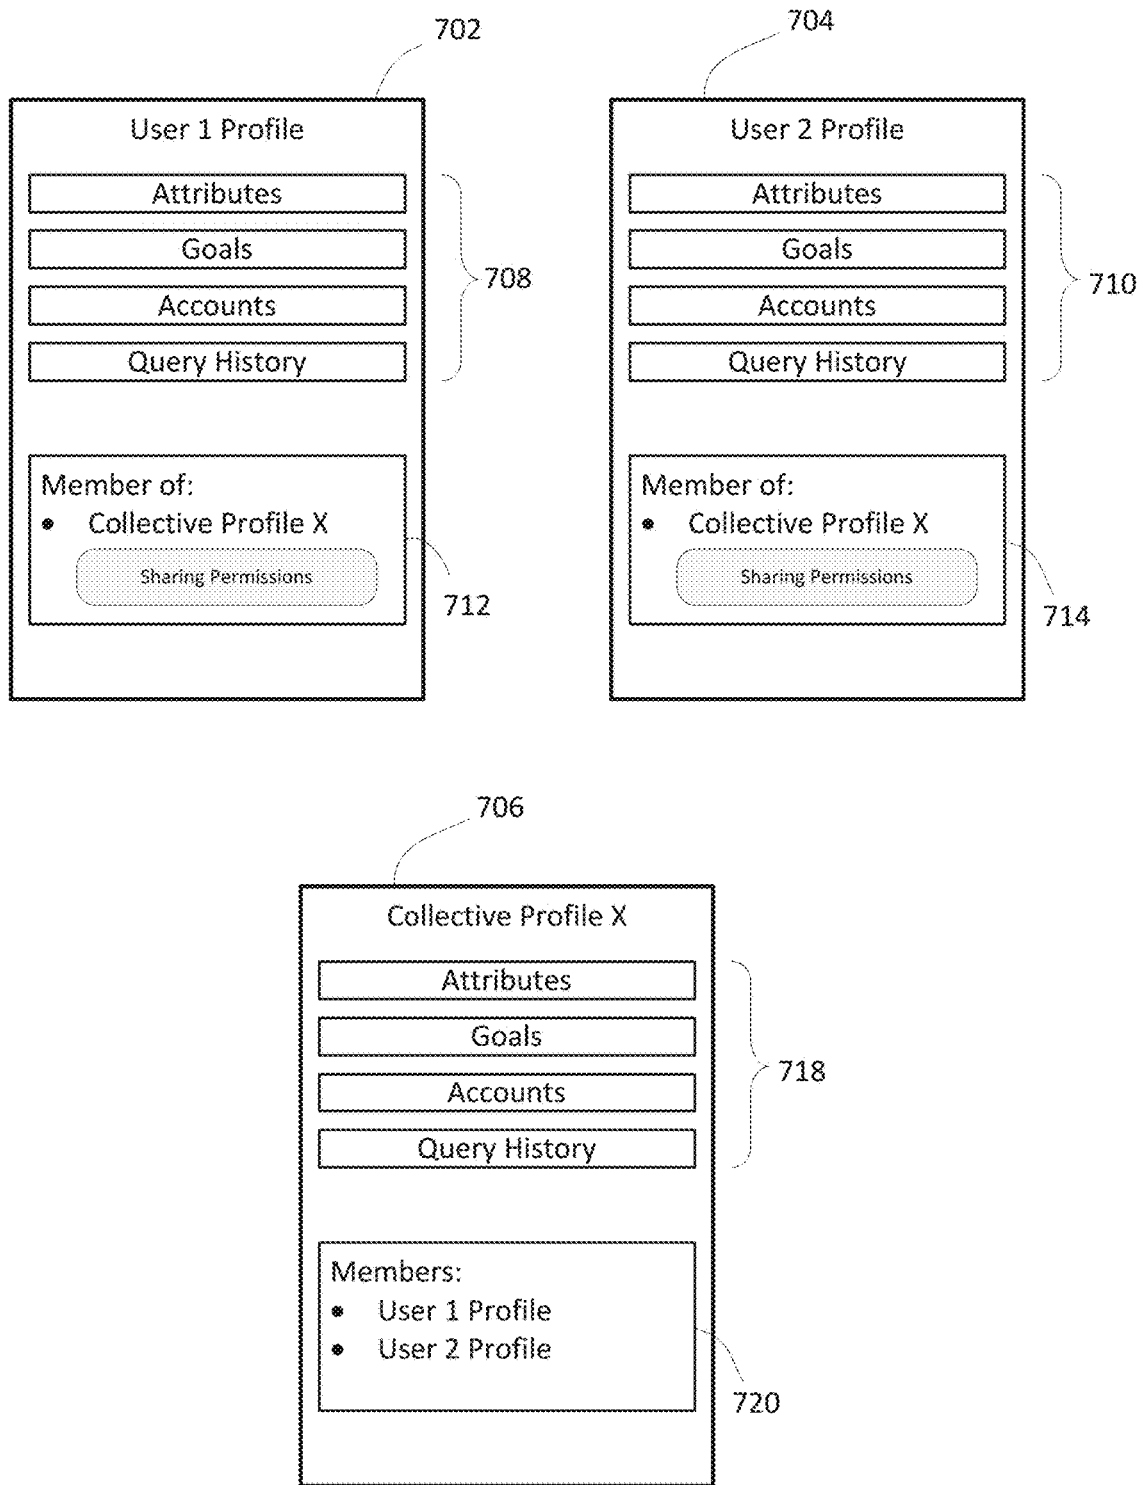 702
704
User 1 Profile
Attributes
Goals
Accounts
Query History
708
Member of:
• Collective Profile X
Sharing Permissions
712
User 2 Profile
Attributes
Goals
Accounts
Query History
710
Member of:
• Collective Profile X
Sharing Permissions
714
706
Collective Profile X
Attributes
Goals
Accounts
Query History
718
Members:
• User 1 Profile
• User 2 Profile
720